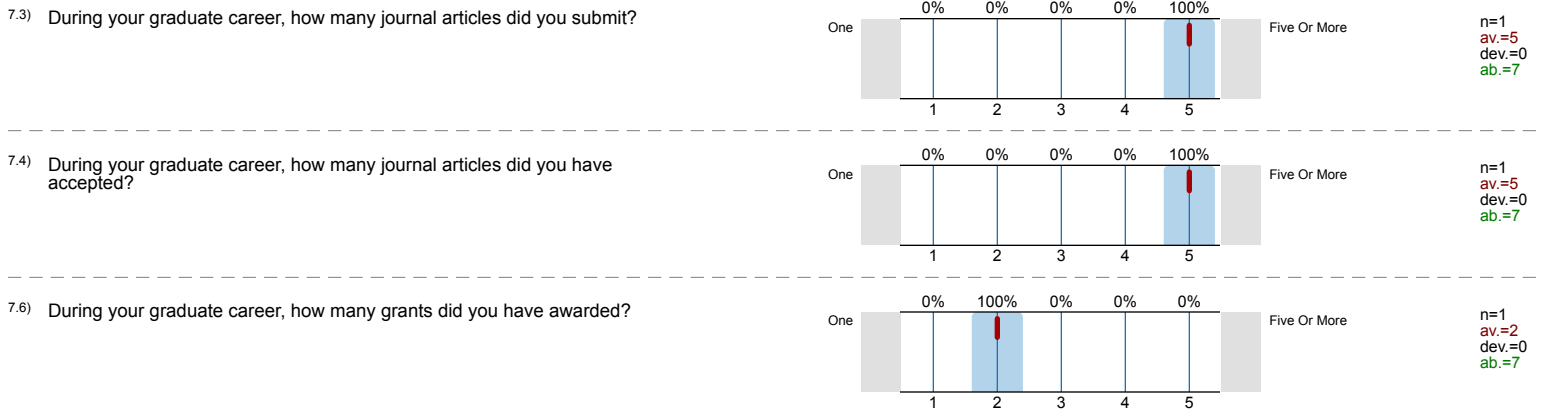 7.3) During your graduate career, how many journal articles did you submit?
0% 0% 0% 0% 100%
One
Five Or More
1 2 3 4 5
n=1
av.=5
dev.=0
ab.=7
7.4) During your graduate career, how many journal articles did you have
accepted?
0% 0% 0% 0% 100%
One
Five Or More
1 2 3 4 5
n=1
av.=5
dev.=0
ab.=7
7.6) During your graduate career, how many grants did you have awarded?
0% 100% 0% 0% 0%
One
Five Or More
1 2 3 4 5
n=1
av.=2
dev.=0
ab.=7